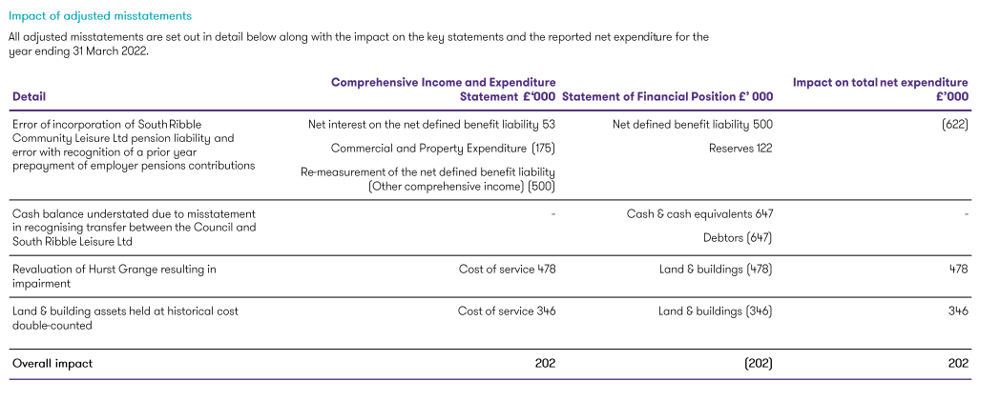 Impact of adjusted misstatements
All adjusted misstatements are set out in detail below along with the impact on the key statements and the reported net expenditure for the
year ending 31 March 2022.
Comprehensive Income and Expenditure Impact on total net expenditure
Detail Statement £'000 Statement of Financial Position £' 000 £'000
Error of incorporation of South Ribble Net interest on the net defined benefit liability 53 Net defined benefit liability 500 (622)
Community Leisure Ltd pension liability and
error with recognition of a prior year Commercial and Property Expenditure (175) Reserves 122
prepayment of employer pensions contributions
Re-measurement of the net defined benefit liability
(Other comprehensive income) (500)
Cash balance understated due to misstatement - Cash & cash equivalents 647 -
in recognising transfer between the Council and
South Ribble Leisure Ltd Debtors (647)
Revaluation of Hurst Grange resulting in Cost of service 478 Land & buildings (478) 478
impairment
Land & building assets held at historical cost Cost of service 346 Land & buildings (346) 346
double-counted
Overall impact 202 (202) 202